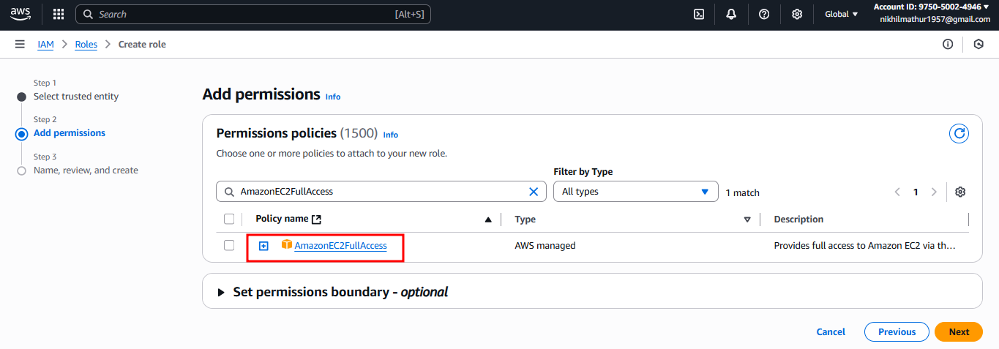 aws
Search [Alt+S]
Global
Account ID: 9750-5002-4946
nikhilmathur1957@gmail.com
IAM > Roles > Create role
Step 1
Select trusted entity
Step 2
Add permissions
Step 3
Name, review, and create
Add permissions Info
Permissions policies (1500) Info
Choose one or more policies to attach to your new role.
Filter by Type
AmazonEC2FullAccess All types 1 match 1
Policy name Type Description
AmazonEC2FullAccess AWS managed Provides full access to Amazon EC2 via th…
Set permissions boundary - optional
Cancel Previous Next